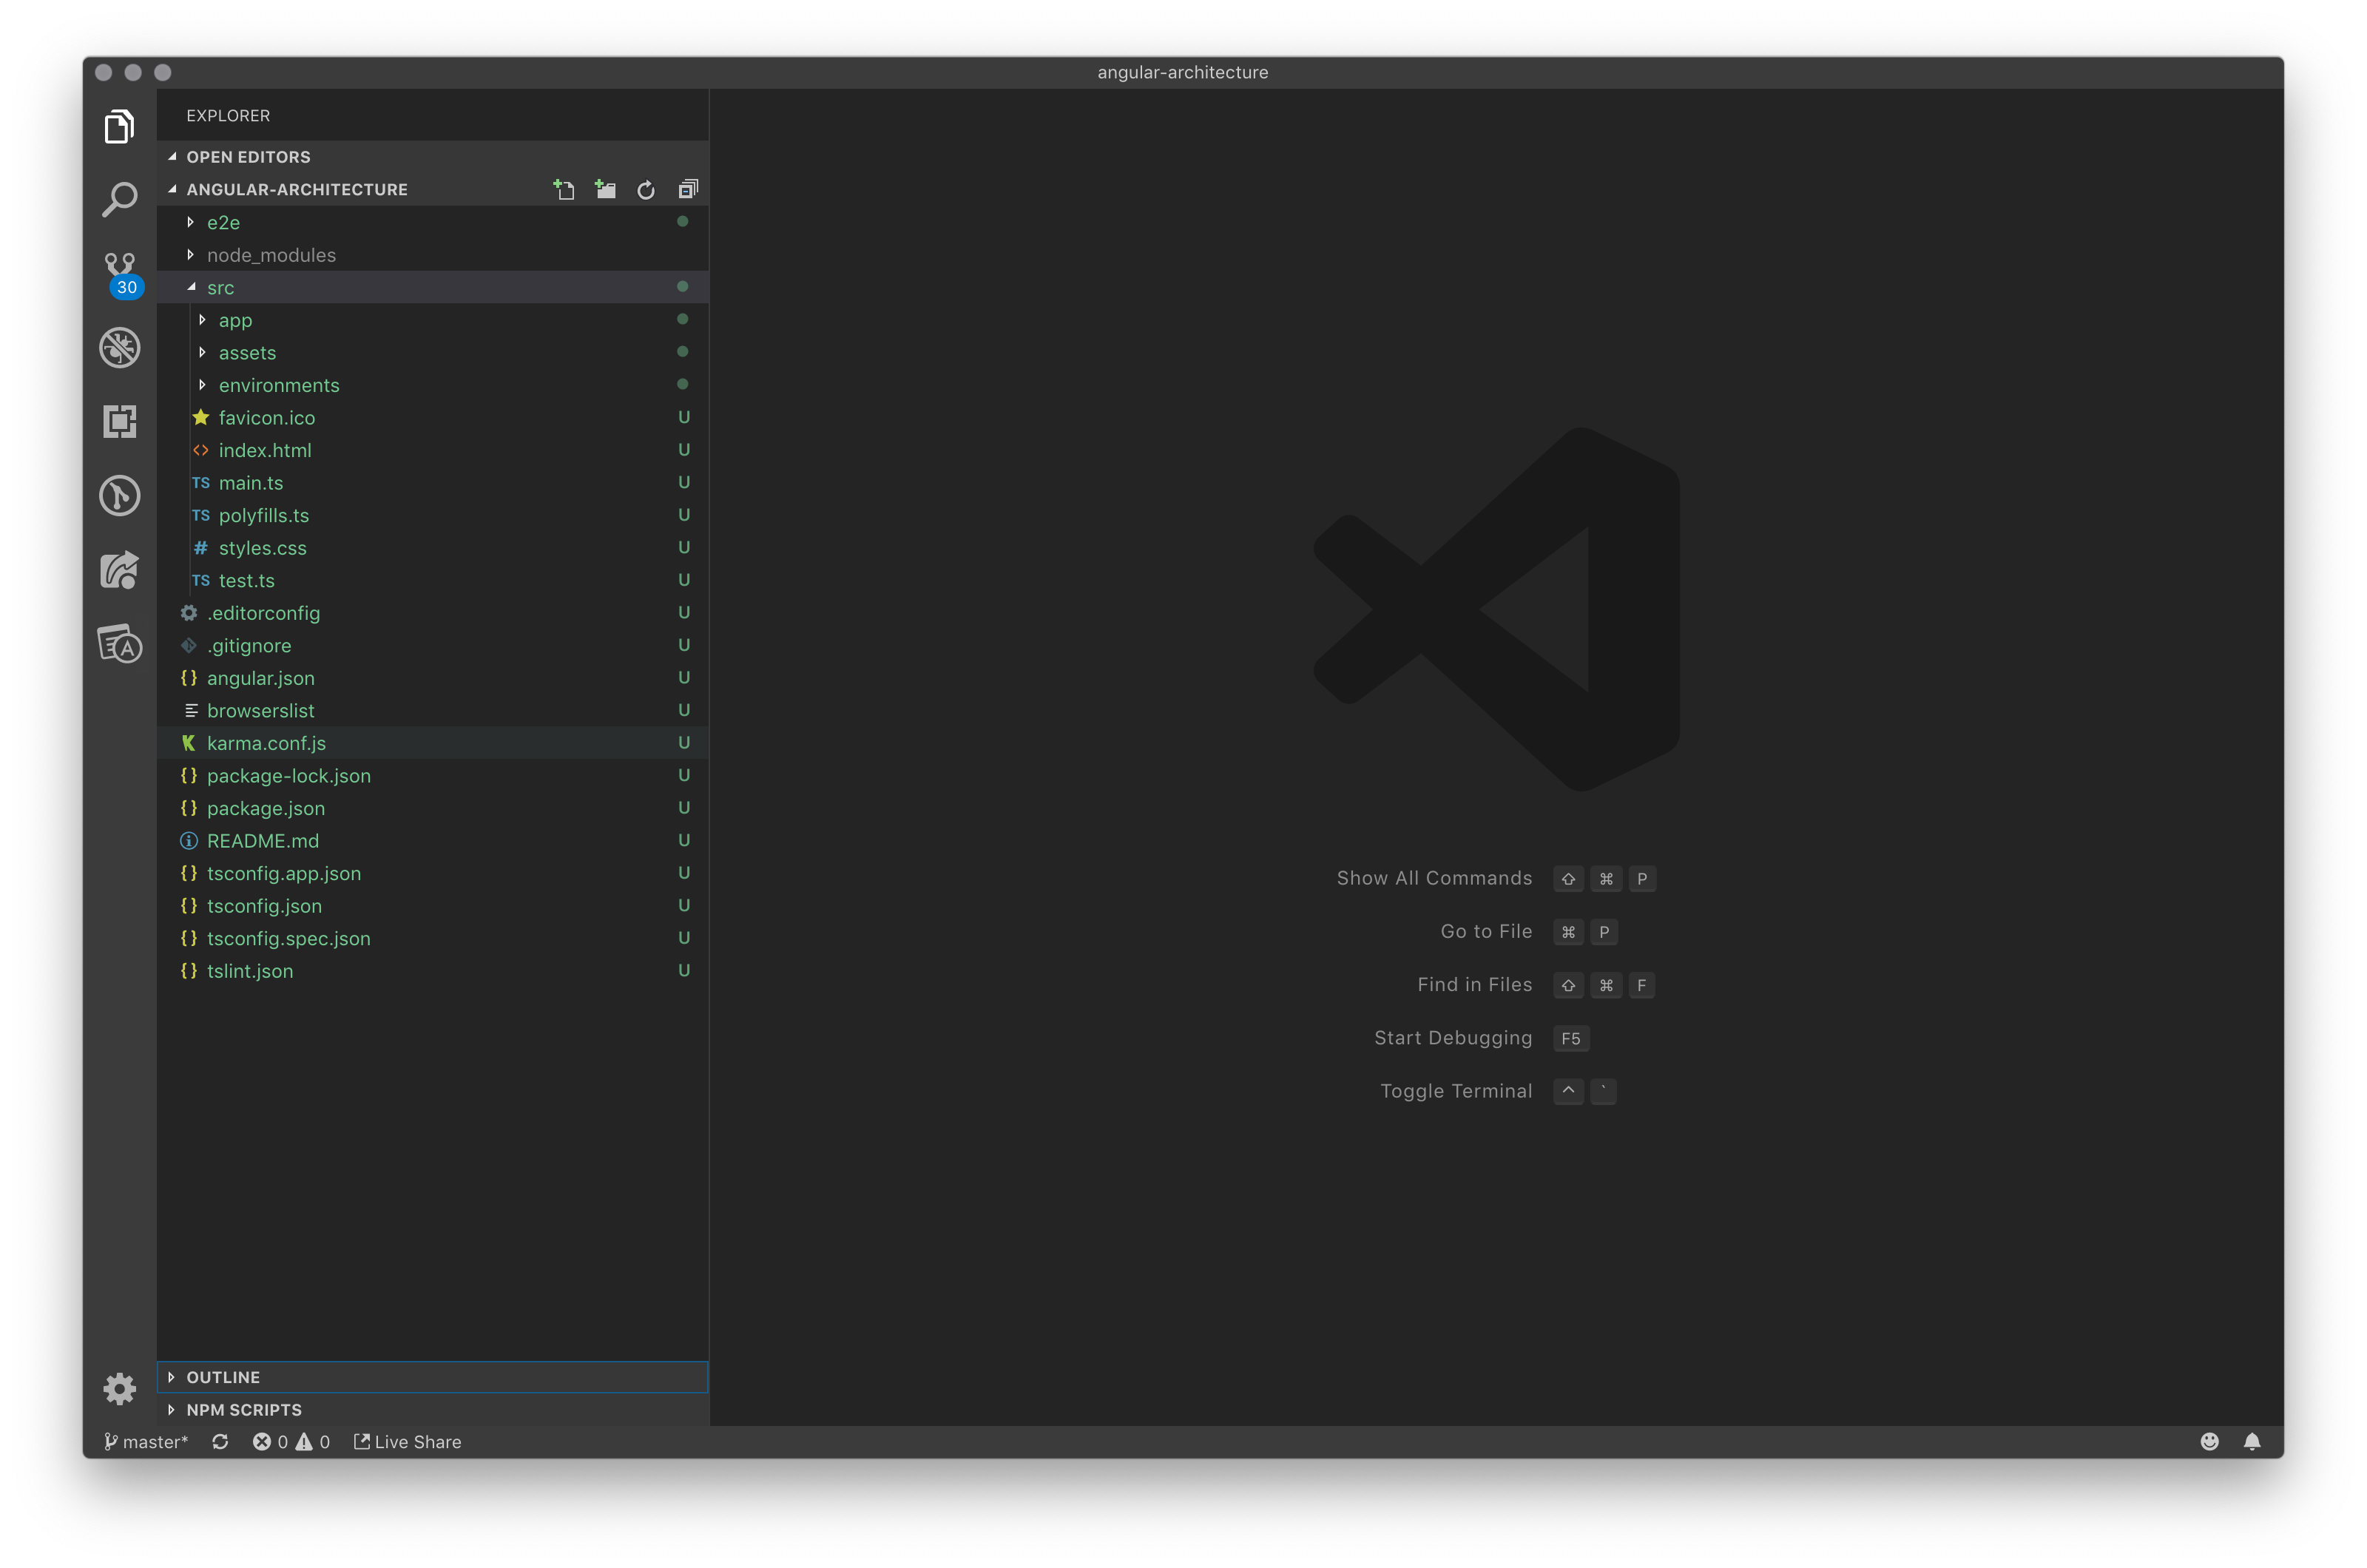 angular-architecture
EXPLORER
OPEN EDITORS
ANGULAR-ARCHITECTURE
e2e
node_modules
30
src
app
assets
environments
favicon.ico U
<> index.html U
TS main.ts U
TS polyfills.ts U
# styles.css U
TS test.ts U
.editorconfig U
.gitignore U
{} angular.json U
browserslist U
K karma.conf.js U
{} package-lock.json U
{} package.json U
README.md U
{} tsconfig.app.json U
{} tsconfig.json U
{} tsconfig.spec.json U
{} tslint.json U
Show All Commands ⇧ ⌘ P
Go to File ⌘ P
Find in Files ⇧ ⌘ F
Start Debugging F5
Toggle Terminal ^ `
OUTLINE
NPM SCRIPTS
master* 0 0 Live Share